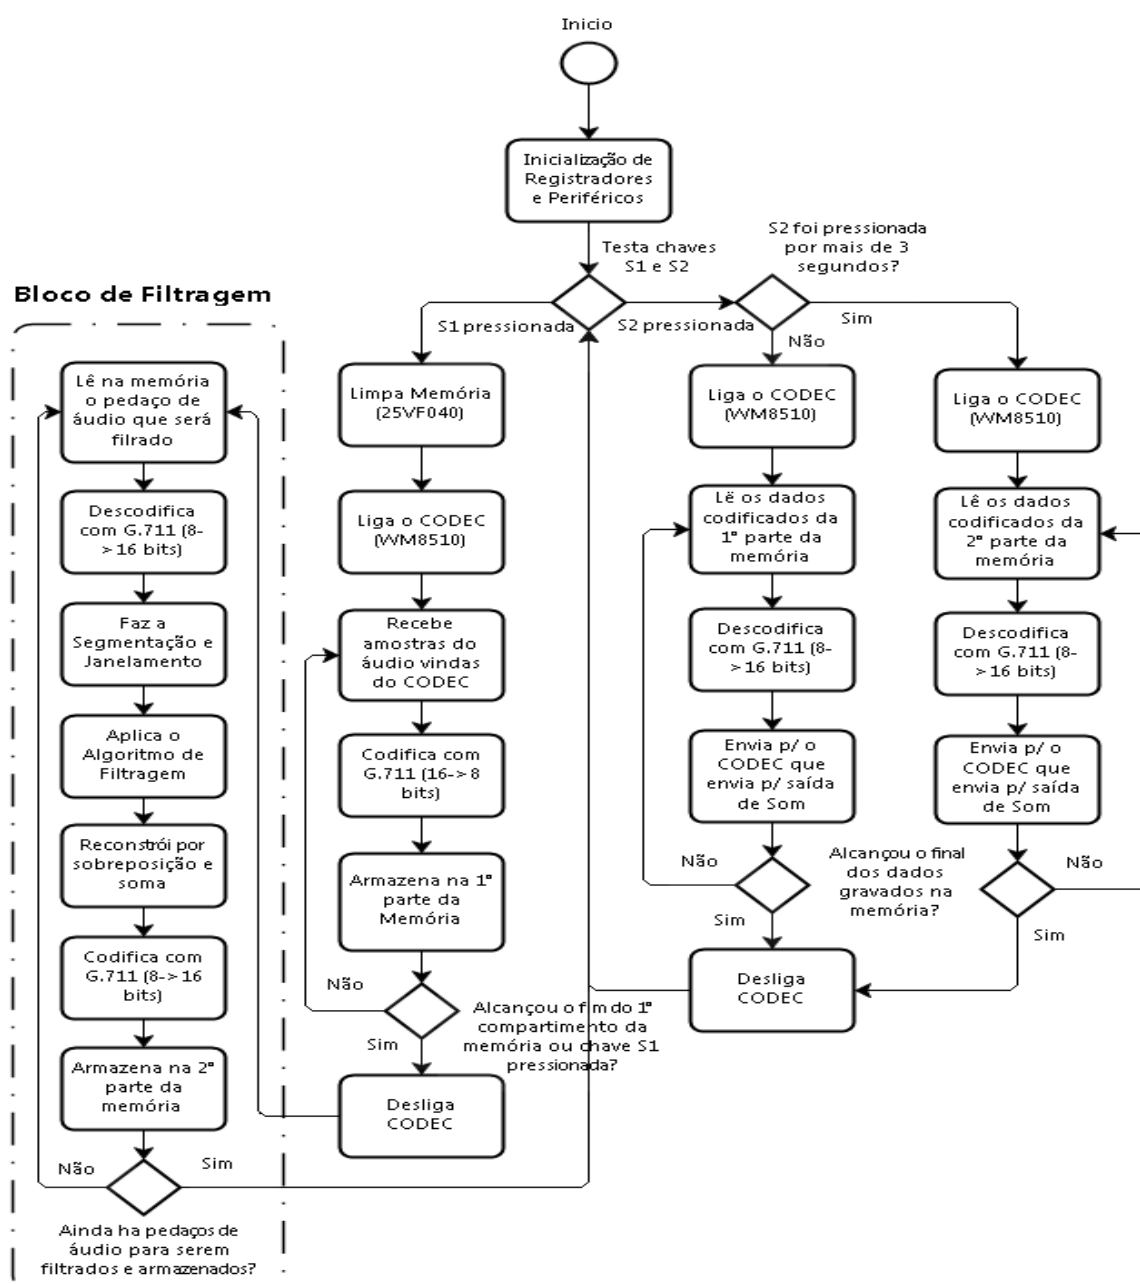 Inicio
Inicialização de
Registradores
e Periféricos
Testa chaves
S1 e S2
S2 foi pressionada
por mais de 3
segundos?
S1 pressionada
S2 pressionada
Sim
Não
Bloco de Filtragem
Lê na memória
o pedaço de
áudio que será
filrado
Descodifica
com G.711 (8-
>16 bits)
Faz a
Segmentação e
Janelamento
Aplica o
Algoritmo de
Filtragem
Reconstrói por
sobreposição e
soma
Codifica com
G.711 (8->16
bits)
Armazena na 2°
parte da
memória
Não
Sim
Ainda ha pedaços de
áudio para serem
filtrados e armazenados?
Limpa Memória
(25VF040)
Liga o CODEC
(WM8510)
Recebe
amostras do
áudio vindas
do CODEC
Codifica com
G.711 (16->8
bits)
Armazena na 1°
parte da
Memória
Não
Sim
Alcançou o fim do 1°
compartimento da
memória ou chave S1
pressionada?
Desliga
CODEC
Liga o CODEC
(WM8510)
Lê os dados
codificados da
1° parte da
memória
Descodifica
com G.711 (8-
>16 bits)
Envia p/ o
CODEC que
envia p/ saída
de Som
Não
Sim
Alcançou o final
dos dados
gravados na
memória?
Desliga
CODEC
Liga o CODEC
(WM8510)
Lê os dados
codificados da
2° parte da
memória
Descodifica
com G.711 (8-
>16 bits)
Envia p/ o
CODEC que
envia p/ saída
de Som
Não
Sim